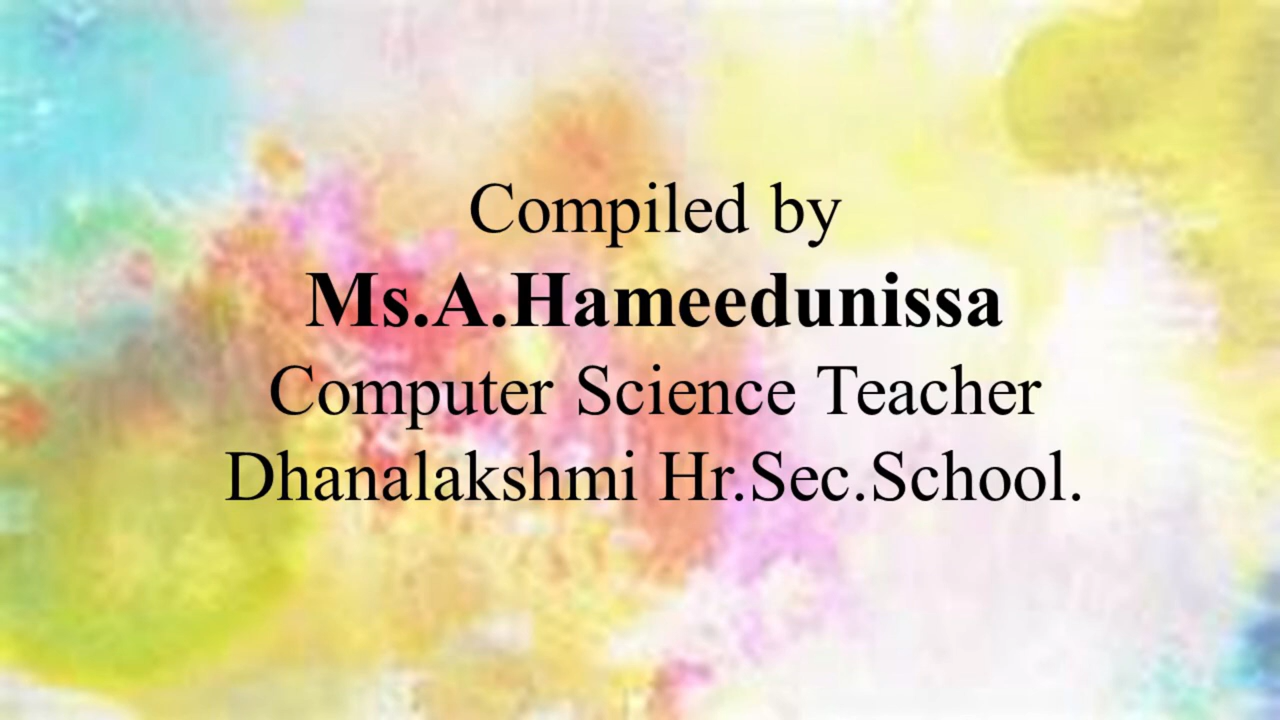 Compiled by
Ms.A.Hameedunissa
Computer Science Teacher
Dhanalakshmi Hr.Sec.School.